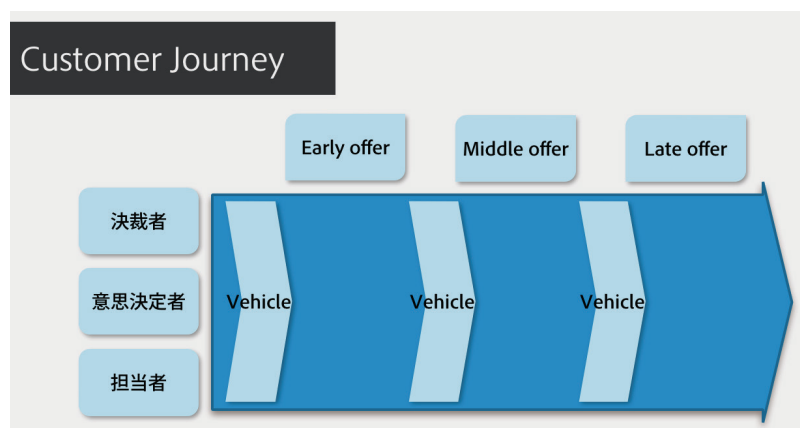 Customer Journey
Early offer
Middle offer
Late offer
決裁者
意思決定者
担当者
Vehicle
Vehicle
Vehicle